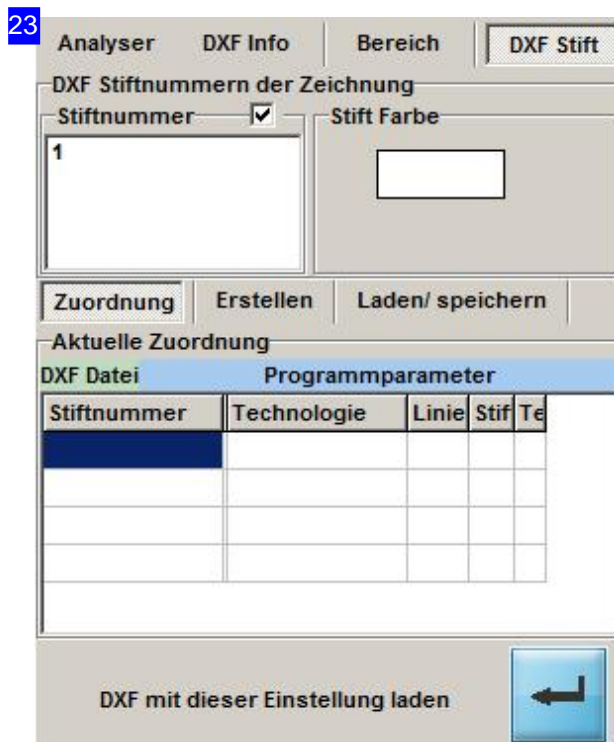 23
Analyser DXF Info Bereich DXF Stift
DXF Stiftnummern der Zeichnung
Stiftnummer Stift Farbe
1
Zuordnung Erstellen Laden/ speichern
Aktuelle Zuordnung
DXF Datei Programmparameter
Stiftnummer Technologie Linie Stif Te
DXF mit dieser Einstellung laden